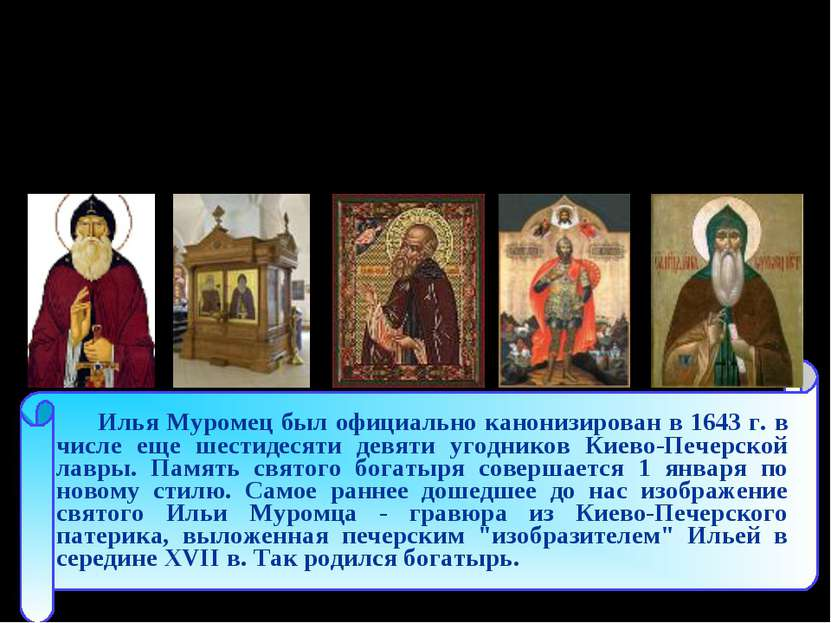 Илья Муромец был официально канонизирован в 1643 г. в
числе еще шестидесяти девяти угодников Киево-Печерской
лавры. Память святого богатыря совершается 1 января по
новому стилю. Самое раннее дошедшее до нас изображение
святого Ильи Муромца - гравюра из Киево-Печерского
патерика, выложенная печерским "изобразителем" Ильей в
середине XVII в. Так родился богатырь.